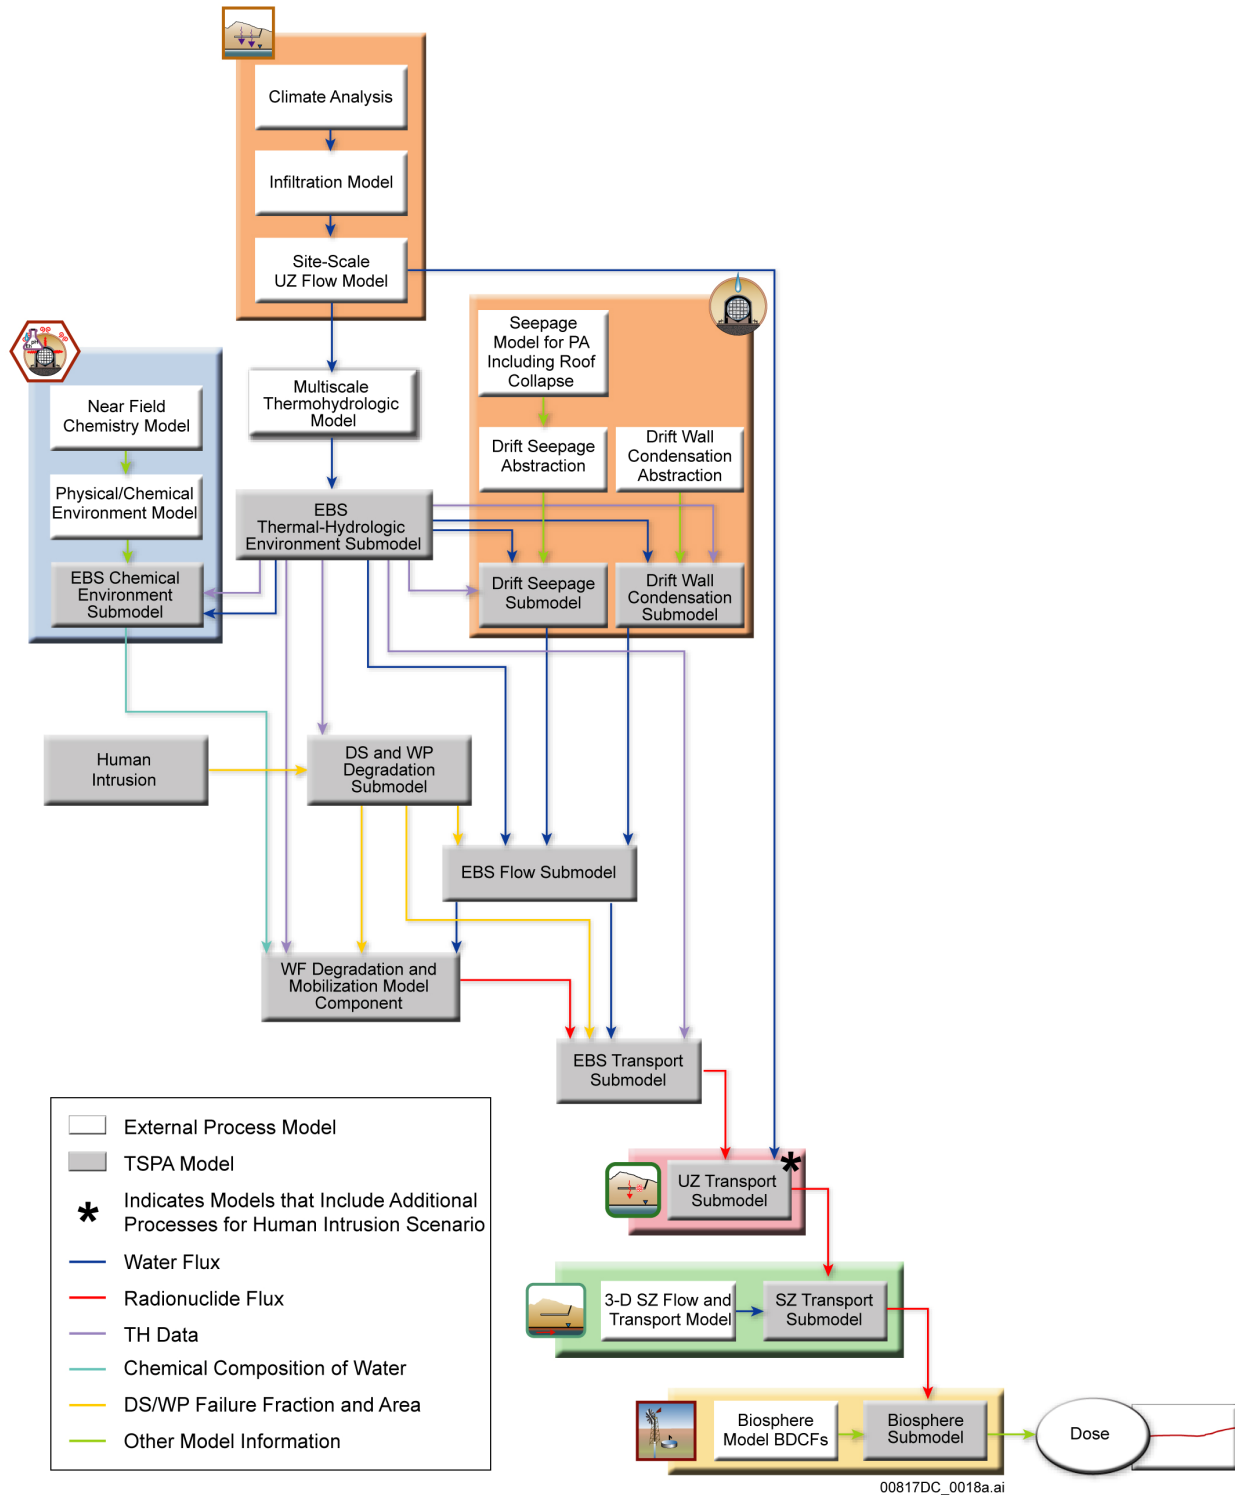 Climate Analysis
Infiltration Model
Site-Scale
UZ Flow Model
Seepage
Model for PA
Including Roof
Collapse
Near Field
Chemistry Model
Multiscale
Thermohydrologic
Model
Drift Seepage
Abstraction
Drift Wall
Condensation
Abstraction
Physical/Chemical
Environment Model
EBS
Thermal-Hydrologic
Environment Submodel
EBS Chemical
Environment
Submodel
Drift Seepage
Submodel
Drift Wall
Condensation
Submodel
Human
Intrusion
DS and WP
Degradation
Submodel
EBS Flow Submodel
WF Degradation and
Mobilization Model
Component
EBS Transport
Submodel
External Process Model
TSPA Model
* Indicates Models that Include Additional
Processes for Human Intrusion Scenario
Water Flux
Radionuclide Flux
TH Data
Chemical Composition of Water
DS/WP Failure Fraction and Area
Other Model Information
*
UZ Transport
Submodel
3-D SZ Flow and
Transport Model
SZ Transport
Submodel
Biosphere
Model BDCFs
Biosphere
Submodel
Dose
00817DC_0018a.ai